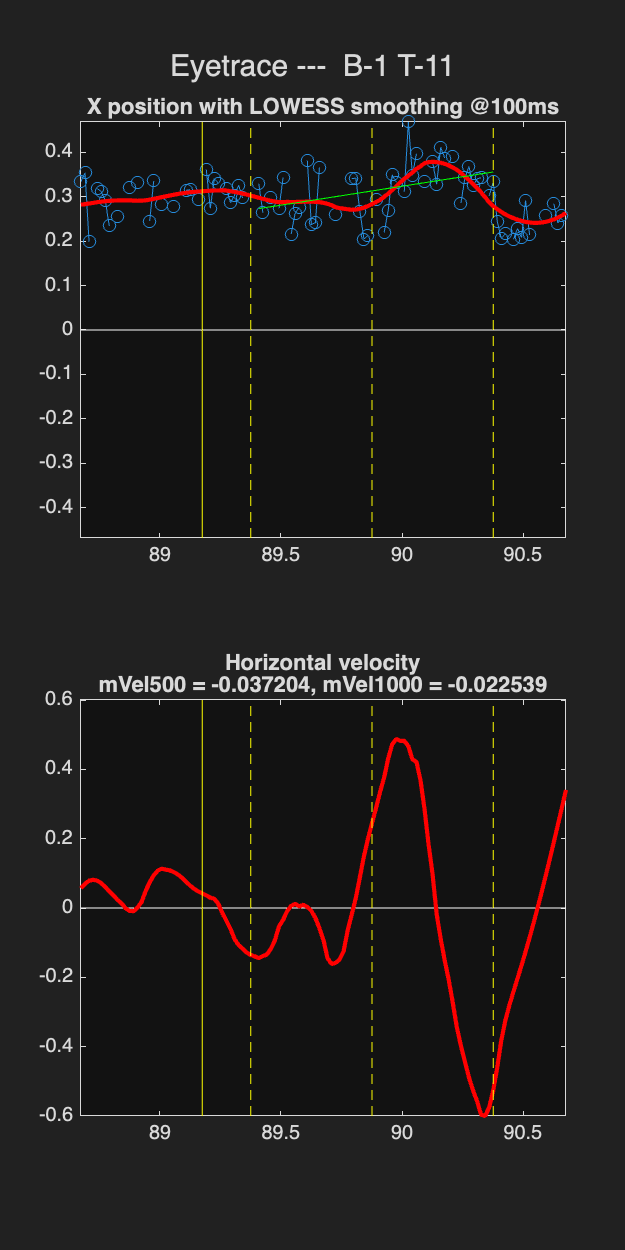 Eyetrace ---  B-1 T-11
X position with LOWESS smoothing @100ms
0.4
0.3
0.2
0.1
0
-0.1
-0.2
-0.3
-0.4
89 89.5 90 90.5
Horizontal velocity
mVel500 = -0.037204, mVel1000 = -0.022539
0.6
0.4
0.2
0
-0.2
-0.4
-0.6
89 89.5 90 90.5